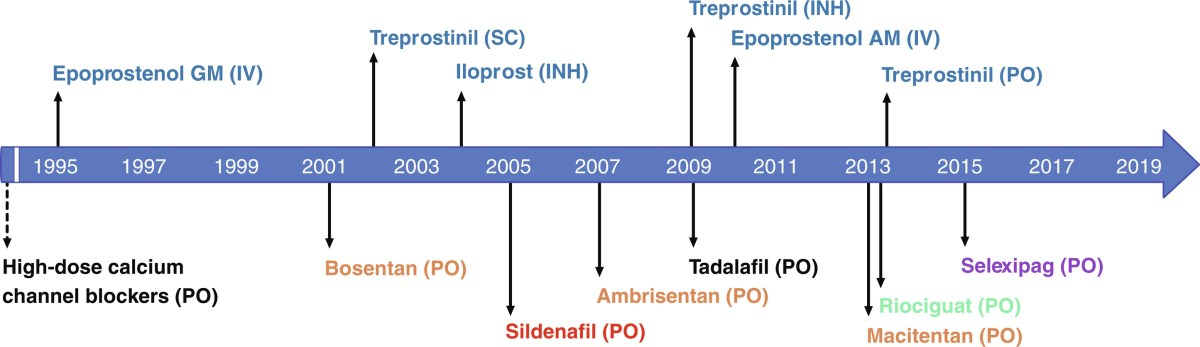 Treprostinil (INH)
Treprostinil (SC)
Epoprostenol AM (IV)
Epoprostenol GM (IV)
Iloprost (INH)
Treprostinil (PO)
1995 1997 1999 2001 2003 2005 2007 2009 2011 2013 2015 2017 2019
High-dose calcium
channel blockers (PO)
Bosentan (PO)
Tadalafil (PO)
Selexipag (PO)
Ambrisentan (PO)
Riociguat (PO)
Sildenafil (PO)
Macitentan (PO)